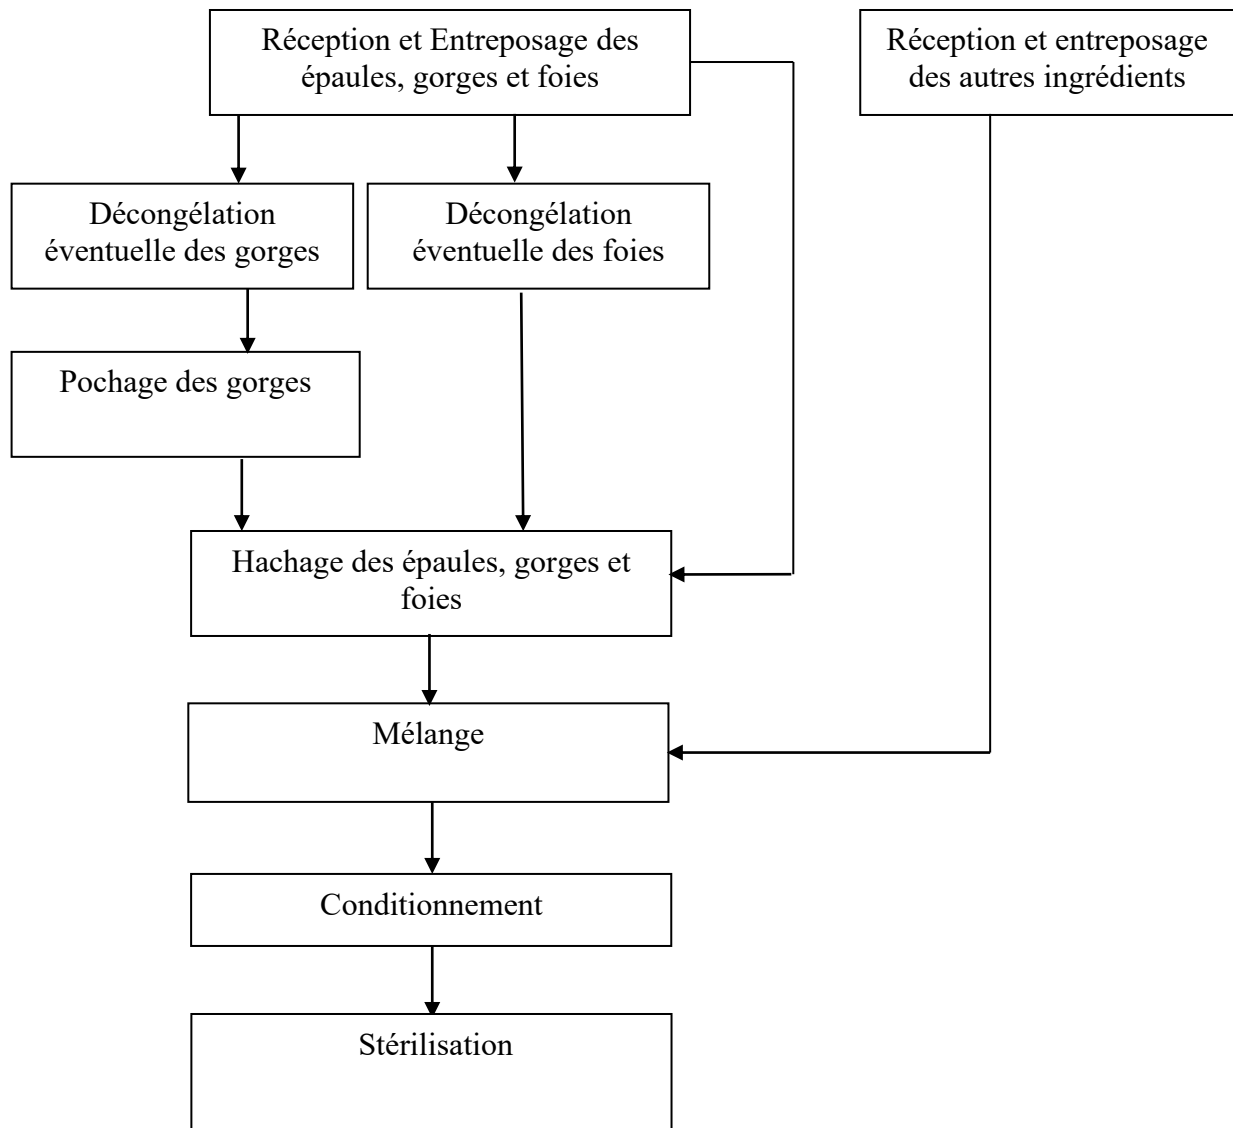 Réception et Entreposage des
épaules, gorges et foies
Réception et entreposage
des autres ingrédients
Décongélation
éventuelle des gorges
Décongélation
éventuelle des foies
Pochage des gorges
Hachage des épaules, gorges et
foies
Mélange
Conditionnement
Stérilisation